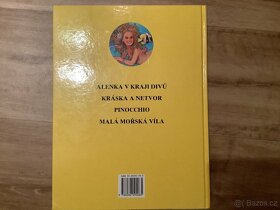 ALENKA V KRAJI DIVŮ
KRÁSKA A NETVOR
PINOCCHIO
MALÁ MOŘSKÁ VÍLA
Bazos.cz